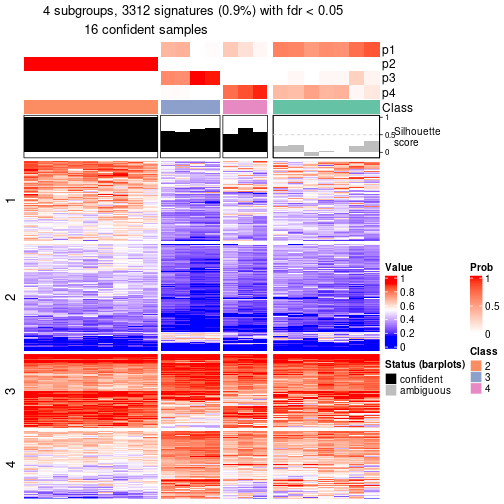 4 subgroups, 3312 signatures (0.9%) with fdr < 0.05
16 confident samples
p1
p2
p3
p4
Class
1
0.5
0
Silhouette
score
1
2
3
4
Value
1
0.8
0.6
0.4
0.2
0
Prob
1
0.5
0
Status (barplots)
confident
ambiguous
Class
2
3
4